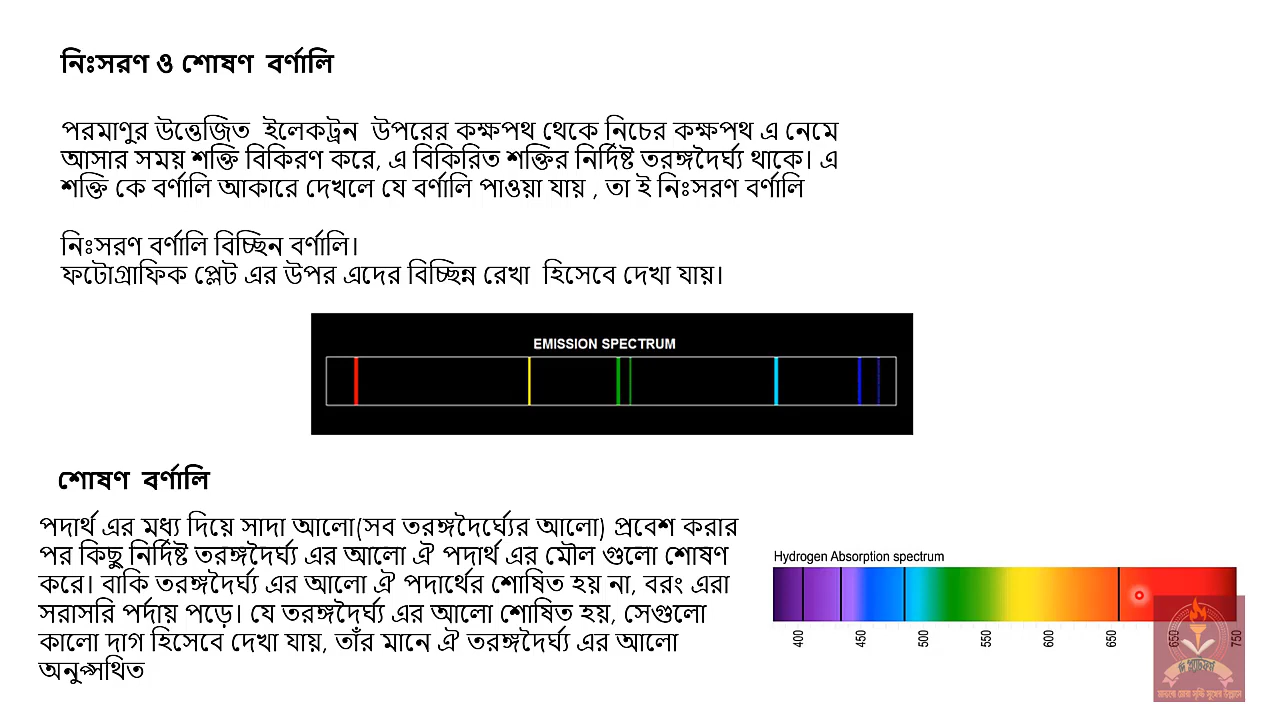 নিঃসরণ ও শোষণ বর্ণালি
পরমাণুর উত্তেজিত ইলেকট্রন উপরের কক্ষপথ থেকে নিচের কক্ষপথ এ নেমে
আসার সময় শক্তি বিকিরণ করে, এ বিকিরিত শক্তির নির্দিষ্ট তরঙ্গদৈর্ঘ্য থাকে। এ
শক্তি কে বর্ণালি আকারে দেখলে যে বর্ণালি পাওয়া যায় , তা ই নিঃসরণ বর্ণালি
নিঃসরণ বর্ণালি বিচ্ছিন বর্ণালি।
ফটোগ্রাফিক প্লেট এর উপর এদের বিচ্ছিন্ন রেখা হিসেবে দেখা যায়।
EMISSION SPECTRUM
শোষণ বর্ণালি
পদার্থ এর মধ্য দিয়ে সাদা আলো(সব তরঙ্গদৈর্ঘ্যের আলো) প্রবেশ করার
পর কিছু নির্দিষ্ট তরঙ্গদৈর্ঘ্য এর আলো ঐ পদার্থ এর মৌল গুলো শোষণ
করে। বাকি তরঙ্গদৈর্ঘ্য এর আলো ঐ পদার্থের শোষিত হয় না, বরং এরা
সরাসরি পর্দায় পড়ে। যে তরঙ্গদৈর্ঘ্য এর আলো শোষিত হয়, সেগুলো
কালো দাগ হিসেবে দেখা যায়, তাঁর মানে ঐ তরঙ্গদৈর্ঘ্য এর আলো
অনুপ্সথিত
Hydrogen Absorption spectrum
400 450 500 550 600 650 650 750